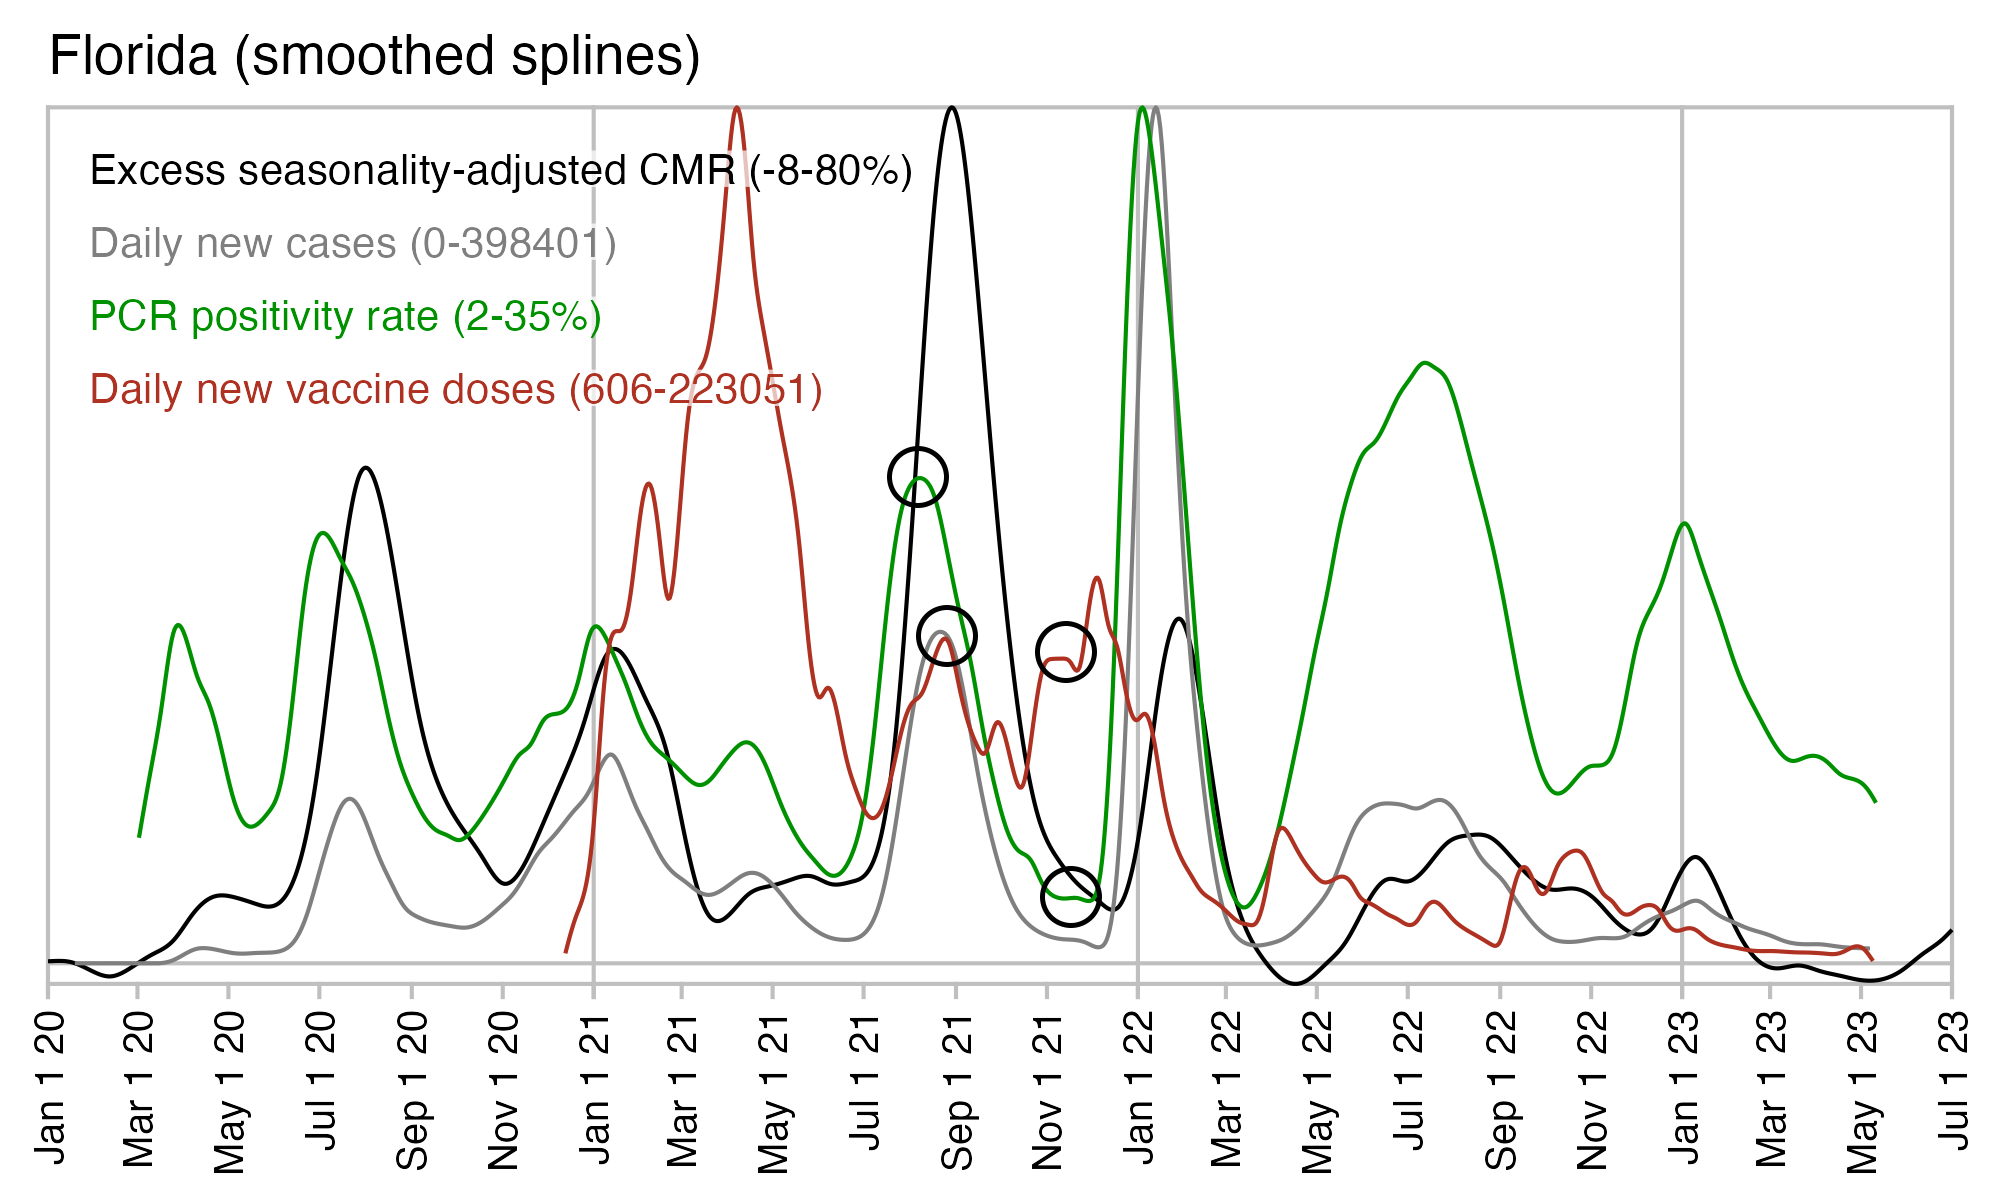 Florida (smoothed splines)
Excess seasonality-adjusted CMR (-8-80%)
Daily new cases (0-398401)
PCR positivity rate (2-35%)
Daily new vaccine doses (606-223051)
Jan 1 20
Mar 1 20
May 1 20
Jul 1 20
Sep 1 20
Nov 1 20
Jan 1 21
Mar 1 21
May 1 21
Jul 1 21
Sep 1 21
Nov 1 21
Jan 1 22
Mar 1 22
May 1 22
Jul 1 22
Sep 1 22
Nov 1 22
Jan 1 23
Mar 1 23
May 1 23
Jul 1 23